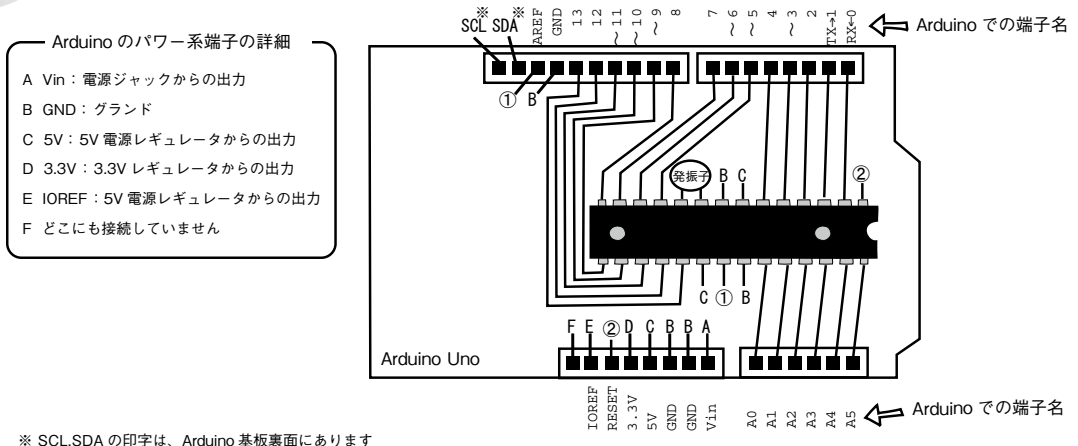 ※ ※
SCL SDA AREF GND 13 12 ～11 ～10 ～9 8 7 ～6 ～5 4 ～3 2 TX→1 RX←0
Arduino での端子名
Arduino のパワー系端子の詳細
A Vin：電源ジャックからの出力
B GND：グランド
C 5V：5V 電源レギュレータからの出力
D 3.3V：3.3V レギュレータからの出力
E IOREF：5V 電源レギュレータからの出力
F どこにも接続していません
① B
発振子 B C ②
C ① B
F E ② D C B B A
Arduino Uno
IOREF RESET 3.3V 5V GND GND Vin A0 A1 A2 A3 A4 A5
Arduino での端子名
※ SCL,SDA の印字は、Arduino 基板裏面にあります